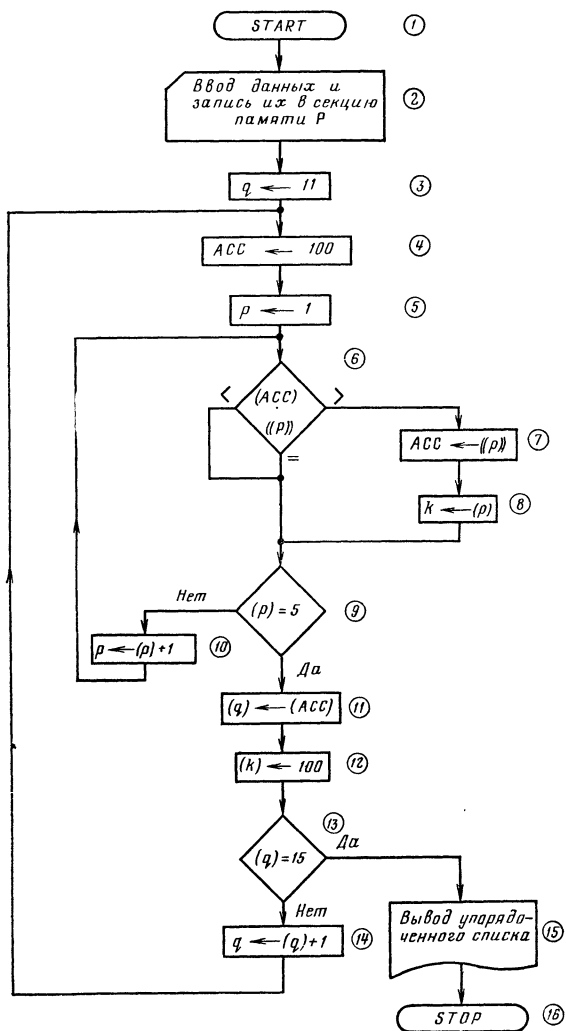 START
1
Ввод данных и
запись их в секцию
памяти P
2
q ← 11
3
ACC ← 100
4
p ← 1
5
6
<
(ACC)
.
((P))
>
=
ACC ← ((p))
7
k ← (p)
8
(p) = 5
9
Нет
p ← (p) + 1
10
Да
(q) ← (ACC)
11
(k) ← 100
12
13
(q) = 15
Да
Нет
q ← (q) + 1
14
Вывод упорядо-
ченного списка
15
STOP
16